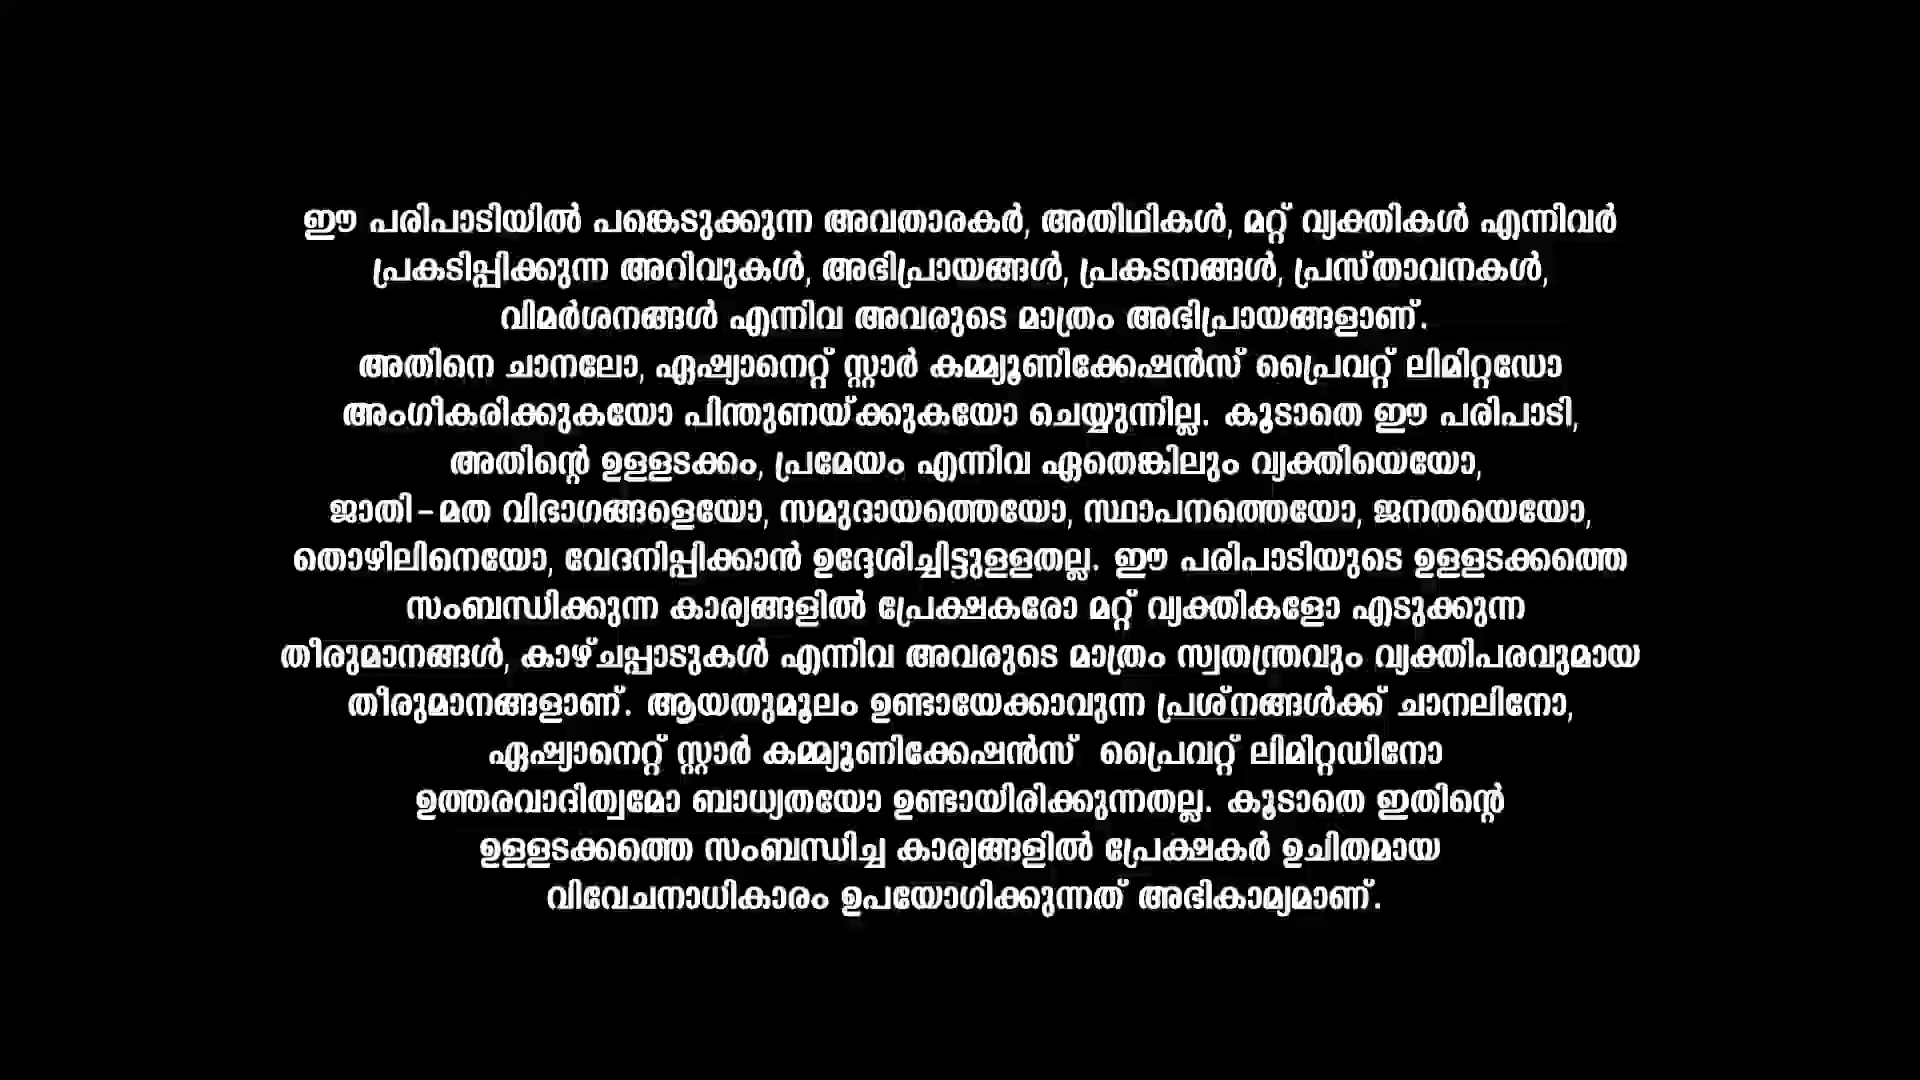 ഈ പരിപാടിയിൽ പങ്കെടുക്കുന്ന അവതാരകർ, അതിഥികൾ, മറ്റ് വ്യക്തികൾ എന്നിവർ
പ്രകടിപ്പിക്കുന്ന അറിവുകൾ, അഭിപ്രായങ്ങൾ, പ്രകടനങ്ങൾ, പ്രസ്താവനകൾ,
വിമർശനങ്ങൾ എന്നിവ അവരുടെ മാത്രം അഭിപ്രായങ്ങളാണ്.
അതിനെ ചാനലോ, ഏഷ്യാനെറ്റ് സ്റ്റാർ കമ്മ്യൂണിക്കേഷൻസ് പ്രൈവറ്റ് ലിമിറ്റഡോ
അംഗീകരിക്കുകയോ പിന്തുണയ്ക്കുകയോ ചെയ്യുന്നില്ല. കൂടാതെ ഈ പരിപാടി,
അതിന്റെ ഉള്ളടക്കം, പ്രമേയം എന്നിവ ഏതെങ്കിലും വ്യക്തിയെയോ,
ജാതി-മത വിഭാഗങ്ങളെയോ, സമുദായത്തെയോ, സ്ഥാപനത്തെയോ, ജനതയെയോ,
തൊഴിലിനെയോ, വേദനിപ്പിക്കാൻ ഉദ്ദേശിച്ചിട്ടുള്ളതല്ല. ഈ പരിപാടിയുടെ ഉള്ളടക്കത്തെ
സംബന്ധിക്കുന്ന കാര്യങ്ങളിൽ പ്രേക്ഷകരോ മറ്റ് വ്യക്തികളോ എടുക്കുന്ന
തീരുമാനങ്ങൾ, കാഴ്ചപ്പാടുകൾ എന്നിവ അവരുടെ മാത്രം സ്വതന്ത്രവും വ്യക്തിപരവുമായ
തീരുമാനങ്ങളാണ്. ആയതുമൂലം ഉണ്ടായേക്കാവുന്ന പ്രശ്നങ്ങൾക്ക് ചാനലിനോ,
ഏഷ്യാനെറ്റ് സ്റ്റാർ കമ്മ്യൂണിക്കേഷൻസ് പ്രൈവറ്റ് ലിമിറ്റഡിനോ
ഉത്തരവാദിത്വമോ ബാധ്യതയോ ഉണ്ടായിരിക്കുന്നതല്ല. കൂടാതെ ഇതിന്റെ
ഉള്ളടക്കത്തെ സംബന്ധിച്ച കാര്യങ്ങളിൽ പ്രേക്ഷകർ ഉചിതമായ
വിവേചനാധികാരം ഉപയോഗിക്കുന്നത് അഭികാമ്യമാണ്.